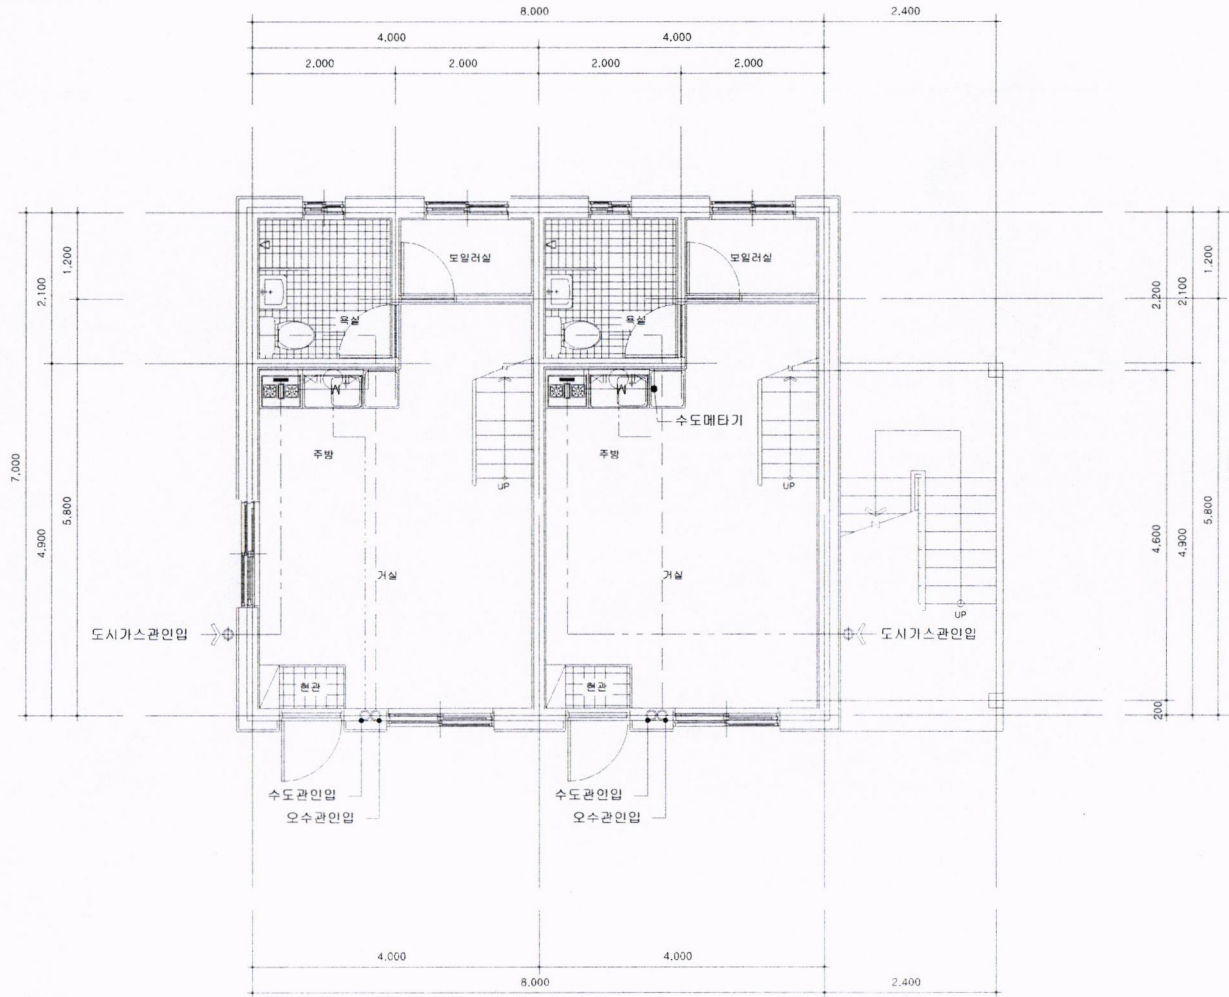 8,000
2,400
4,000
4,000
2,000
2,000
2,000
2,000
보일러실
보일러실
욕실
욕실
수도메타기
주방
주방
UP
UP
거실
거실
UP
도시가스관인입
도시가스관인입
현관
현관
수도관인입
수도관인입
오수관인입
오수관인입
7,000
2,100
4,900
1,200
5,800
2,200
4,600
200
2,100
4,900
1,200
5,800
4,000
4,000
8,000
2,400